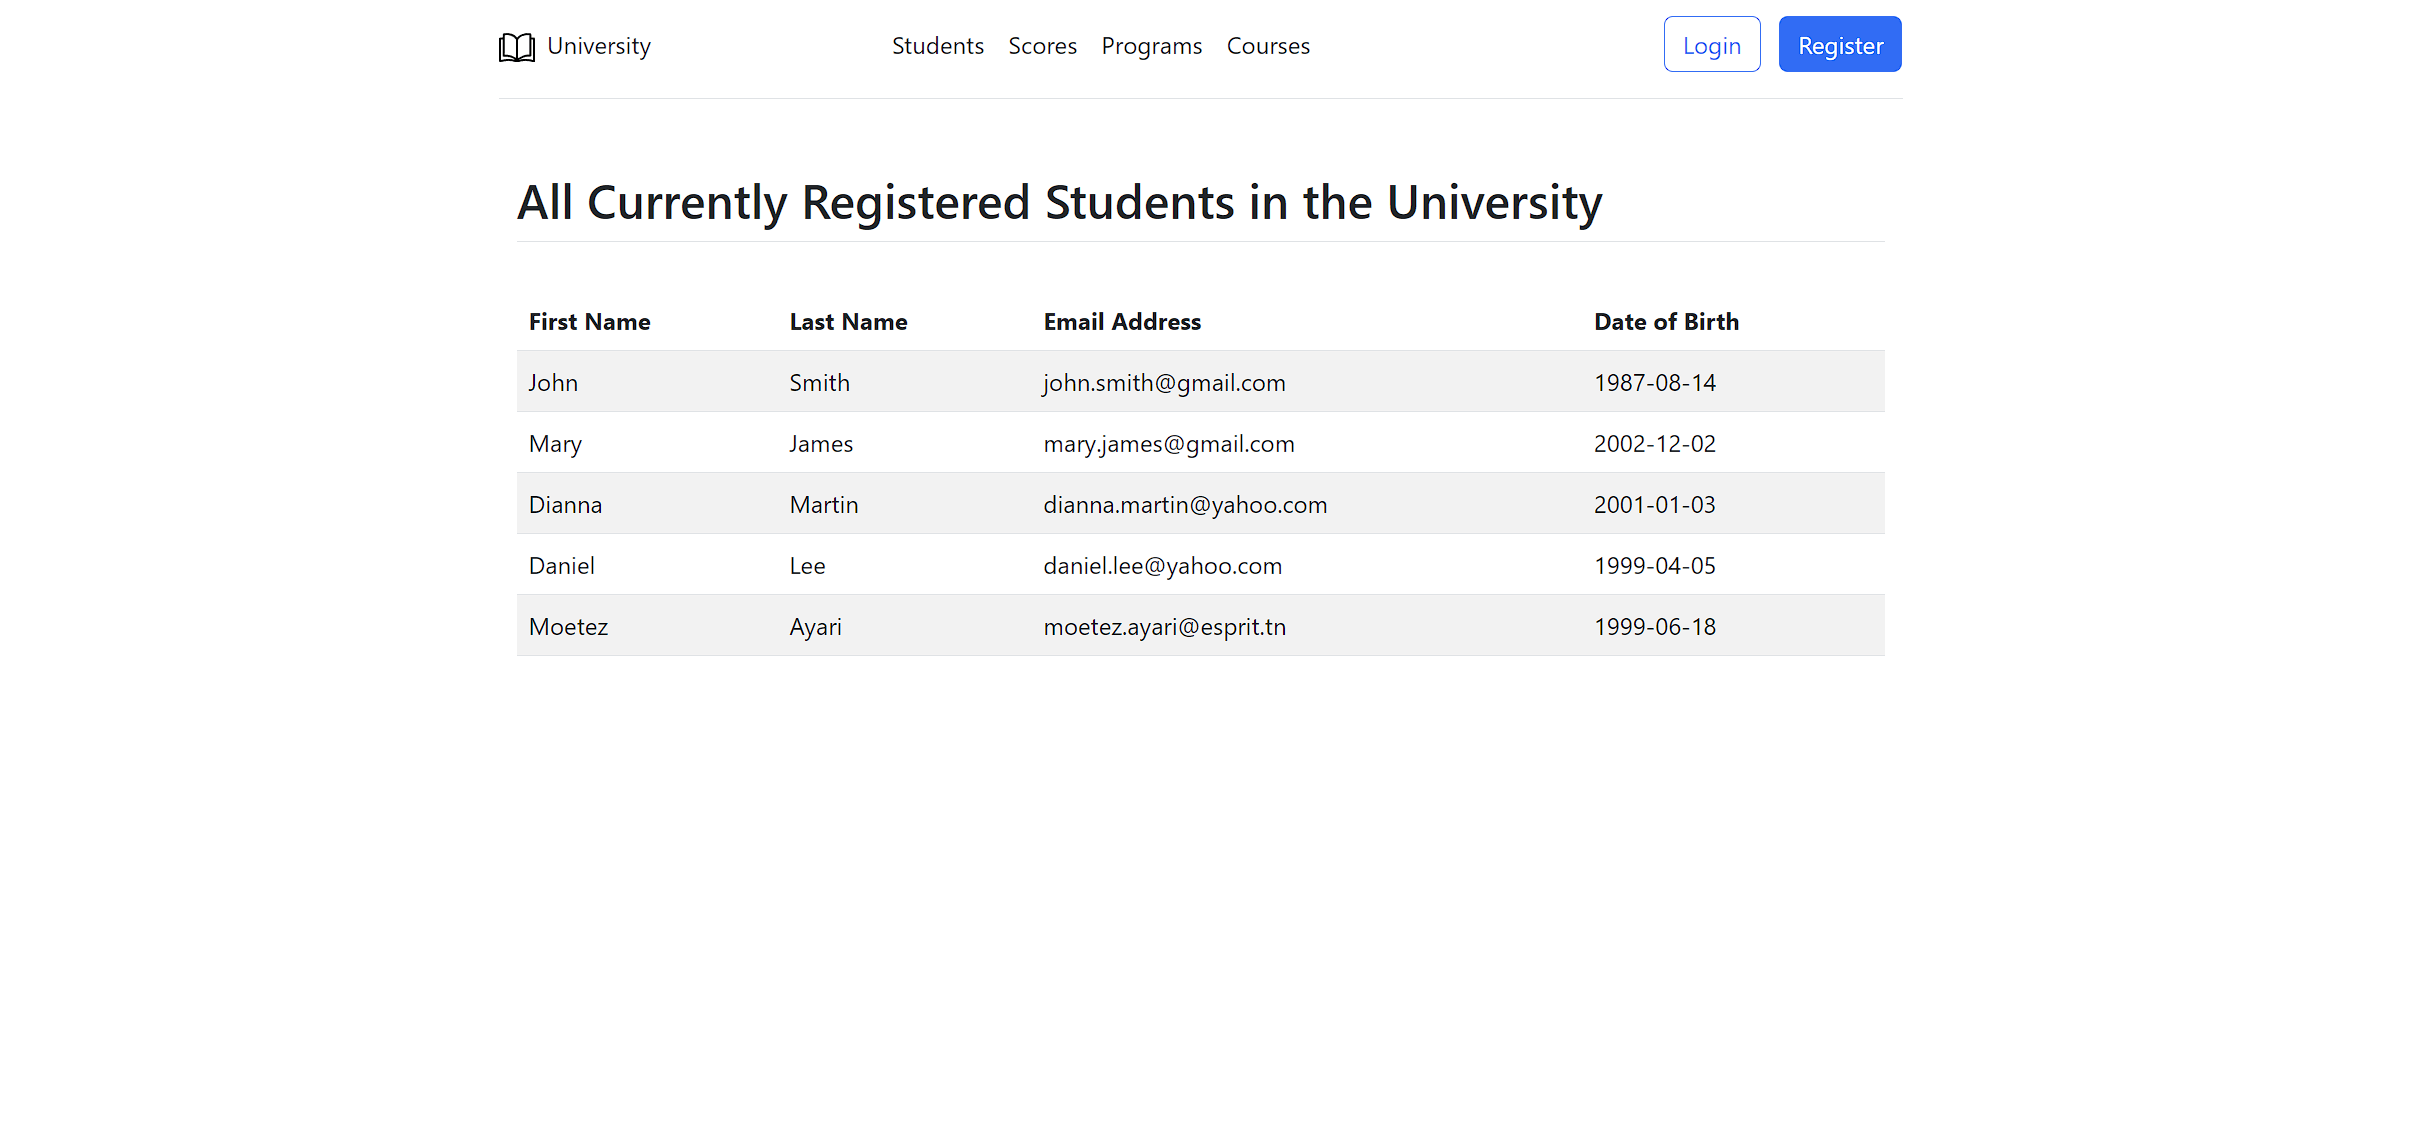 University Students Scores Programs Courses Login Register
All Currently Registered Students in the University
First Name Last Name Email Address Date of Birth
John Smith john.smith@gmail.com 1987-08-14
Mary James mary.james@gmail.com 2002-12-02
Dianna Martin dianna.martin@yahoo.com 2001-01-03
Daniel Lee daniel.lee@yahoo.com 1999-04-05
Moetez Ayari moetez.ayari@esprit.tn 1999-06-18